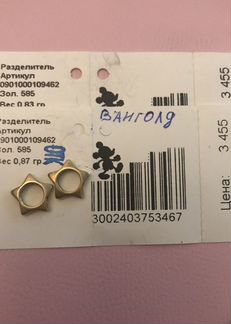 Разделитель
Артикул
0901000109462
Зол. 585
Вес 0,83 гр
3 455
Разделитель
Артикул
0901000109462
Зол. 585
Вес 0,87 гр
ВАНГОЛД
3002403753467
Цена:
3 455